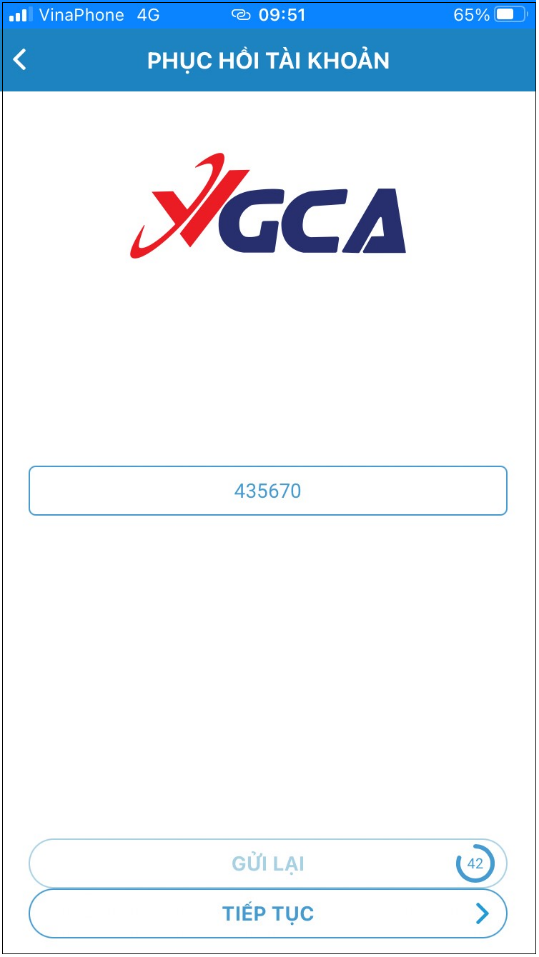 VinaPhone 4G 09:51 65%
PHỤC HỒI TÀI KHOẢN
VGCA
435670
GỬI LẠI 42
TIẾP TỤC